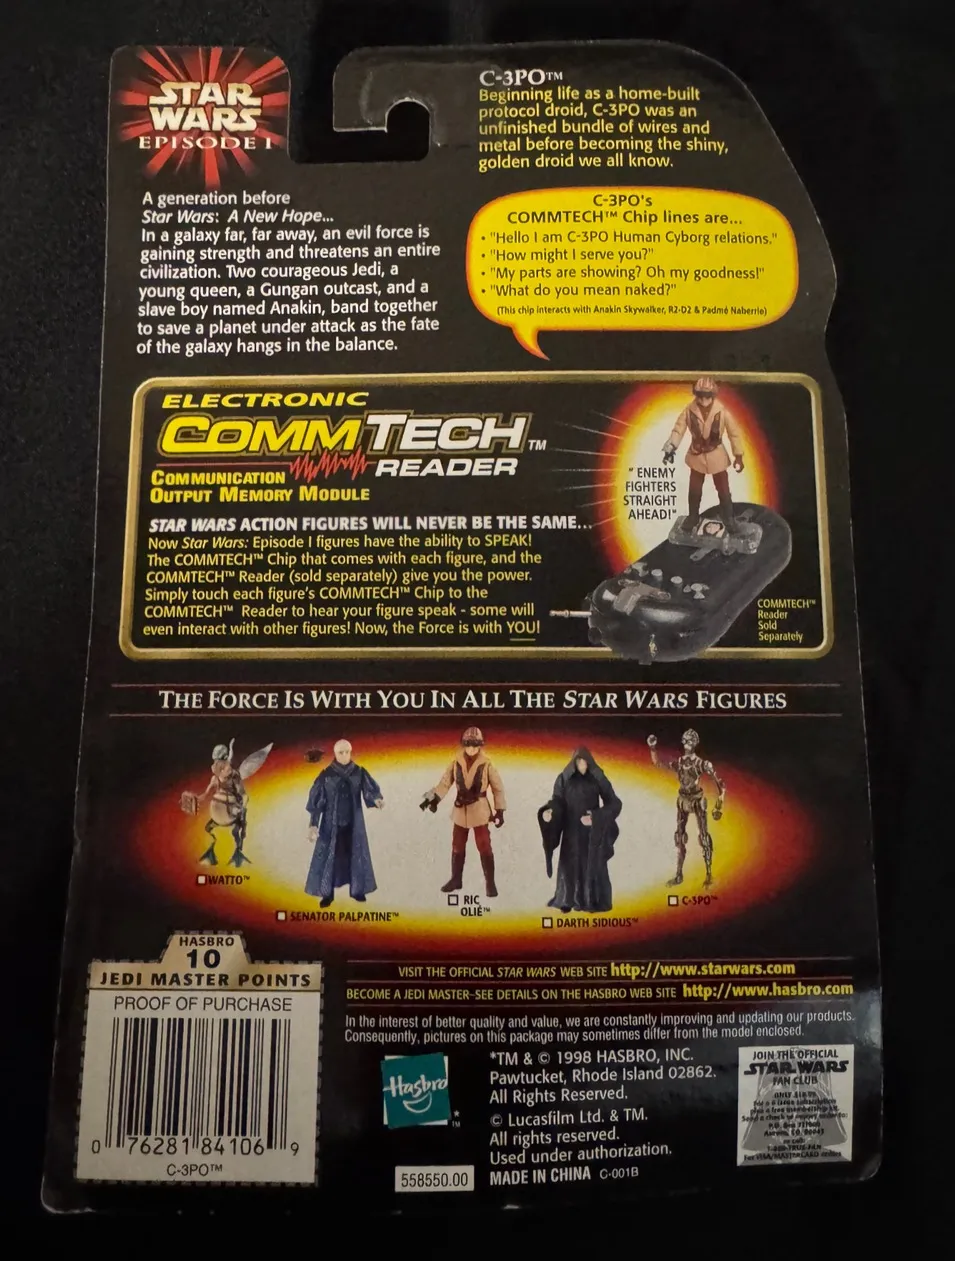 STAR
WARS
EPISODE I
C-3PO™
Beginning life as a home-built
protocol droid, C-3PO was an
unfinished bundle of wires and
metal before becoming the shiny,
golden droid we all know.
A generation before
Star Wars: A New Hope...
In a galaxy far, far away, an evil force is
gaining strength and threatens an entire
civilization. Two courageous Jedi, a
young queen, a Gungan outcast, and a
slave boy named Anakin, band together
to save a planet under attack as the fate
of the galaxy hangs in the balance.
C-3PO's
COMMTECH™ Chip lines are...
• "Hello I am C-3PO Human Cyborg relations."
• "How might I serve you?"
• "My parts are showing? Oh my goodness!"
• "What do you mean naked?"
(This chip interacts with Anakin Skywalker, R2-D2 & Padmé Naberrie)
ELECTRONIC
COMMTECH™
READER
COMMUNICATION
OUTPUT MEMORY MODULE
STAR WARS ACTION FIGURES WILL NEVER BE THE SAME...
Now Star Wars: Episode I figures have the ability to SPEAK!
The COMMTECH™ Chip that comes with each figure, and the
COMMTECH™ Reader (sold separately) give you the power.
Simply touch each figure's COMMTECH™ Chip to the
COMMTECH™ Reader to hear your figure speak - some will
even interact with other figures! Now, the Force is with YOU!
"ENEMY
FIGHTERS
STRAIGHT
AHEAD!"
COMMTECH™
Reader
Sold
Separately
THE FORCE IS WITH YOU IN ALL THE STAR WARS FIGURES
WATTO™
SENATOR PALPATINE™
RIC
OLIÉ™
DARTH SIDIOUS™
C-3PO™
HASBRO
10
JEDI MASTER POINTS
PROOF OF PURCHASE
0 76281 84106 9
C-3PO™
VISIT THE OFFICIAL STAR WARS WEB SITE http://www.starwars.com
BECOME A JEDI MASTER-SEE DETAILS ON THE HASBRO WEB SITE http://www.hasbro.com
In the interest of better quality and value, we are constantly improving and updating our products.
Consequently, pictures on this package may sometimes differ from the model enclosed.
Hasbro
*™
*TM & © 1998 HASBRO, INC.
Pawtucket, Rhode Island 02862.
All Rights Reserved.
© Lucasfilm Ltd. & TM.
All rights reserved.
Used under authorization.
MADE IN CHINA C-001B
558550.00
JOIN THE OFFICIAL
STAR WARS
FAN CLUB